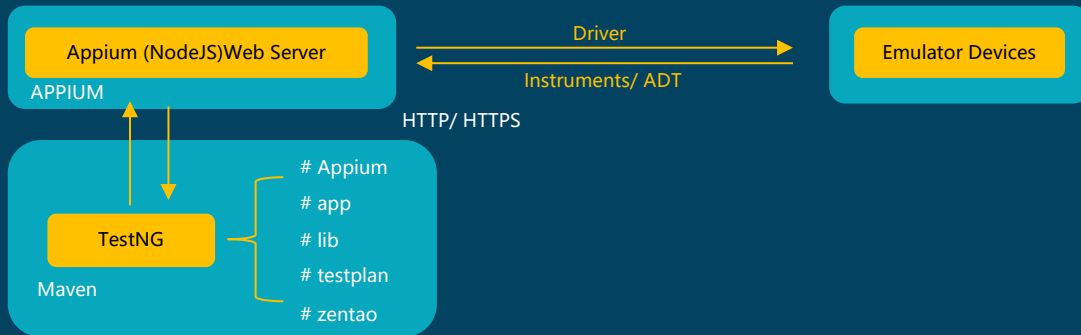 Appium (NodeJS)Web Server
APPIUM
Driver
Instruments/ ADT
HTTP/ HTTPS
Emulator Devices
TestNG
Maven
# Appium
# app
# lib
# testplan
# zentao